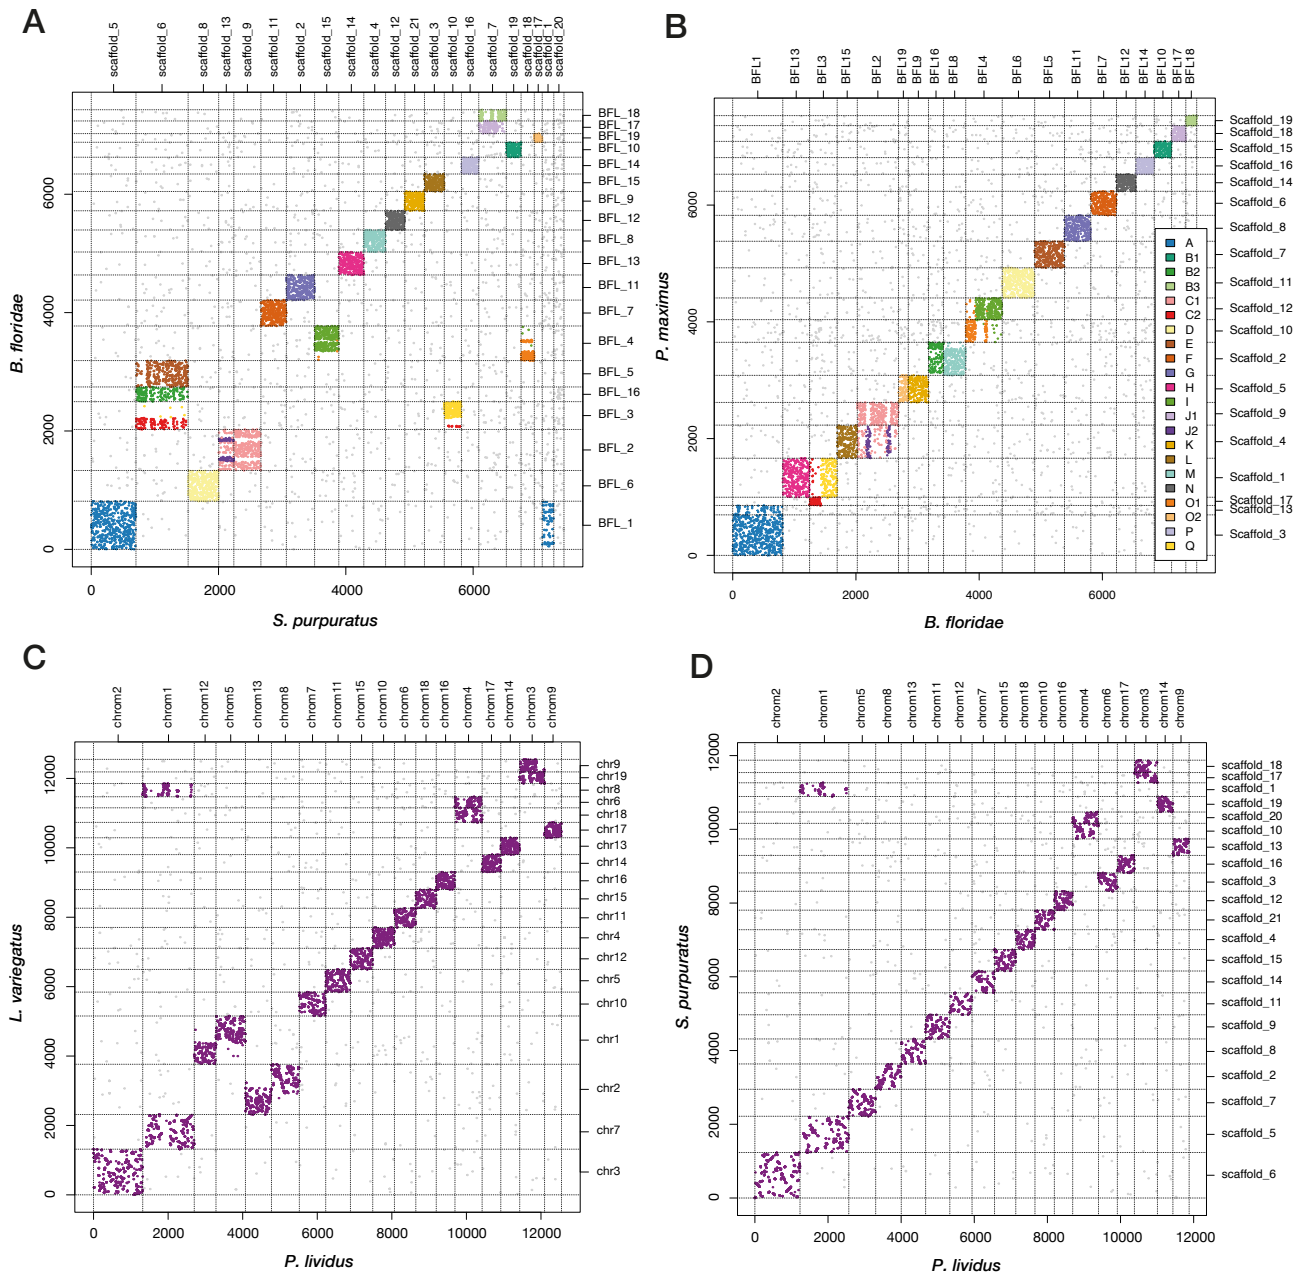 A
scaffold_5
scaffold_6
scaffold_8
scaffold_13
scaffold_9
scaffold_11
scaffold_2
scaffold_15
scaffold_14
scaffold_4
scaffold_12
scaffold_21
scaffold_3
scaffold_10
scaffold_16
scaffold_7
scaffold_19
scaffold_18
scaffold_17
scaffold_1
scaffold_20
BFL_18
BFL_17
BFL_19
BFL_10
BFL_14
BFL_15
BFL_9
BFL_12
BFL_8
BFL_13
BFL_11
BFL_7
BFL_4
BFL_5
BFL_16
BFL_3
BFL_2
BFL_6
BFL_1
B. floridae
6000
4000
2000
0
0 2000 4000 6000
S. purpuratus
B
BFL1
BFL13
BFL3
BFL15
BFL2
BFL19
BFL9
BFL16
BFL8
BFL4
BFL6
BFL5
BFL11
BFL7
BFL12
BFL14
BFL10
BFL17
BFL18
Scaffold_19
Scaffold_18
Scaffold_15
Scaffold_16
Scaffold_14
Scaffold_6
Scaffold_8
Scaffold_7
Scaffold_11
Scaffold_12
Scaffold_10
Scaffold_2
Scaffold_5
Scaffold_9
Scaffold_4
Scaffold_1
Scaffold_17
Scaffold_13
Scaffold_3
A
B1
B2
B3
C1
C2
D
E
F
G
H
I
J1
J2
K
L
M
N
O1
O2
P
Q
P. maximus
6000
4000
2000
0
0 2000 4000 6000
B. floridae
C
chrom2
chrom1
chrom12
chrom5
chrom13
chrom8
chrom7
chrom11
chrom15
chrom10
chrom6
chrom18
chrom16
chrom4
chrom17
chrom14
chrom3
chrom9
chr9
chr19
chr8
chr6
chr18
chr17
chr13
chr14
chr16
chr15
chr11
chr4
chr12
chr5
chr10
chr1
chr2
chr7
chr3
L. variegatus
12000
10000
8000
6000
4000
2000
0
0 2000 4000 6000 8000 10000 12000
P. lividus
D
chrom2
chrom1
chrom5
chrom8
chrom13
chrom11
chrom12
chrom7
chrom15
chrom18
chrom10
chrom16
chrom4
chrom6
chrom17
chrom3
chrom14
chrom9
scaffold_18
scaffold_17
scaffold_1
scaffold_19
scaffold_20
scaffold_10
scaffold_13
scaffold_16
scaffold_3
scaffold_12
scaffold_21
scaffold_4
scaffold_15
scaffold_14
scaffold_11
scaffold_9
scaffold_8
scaffold_2
scaffold_7
scaffold_5
scaffold_6
S. purpuratus
12000
10000
8000
6000
4000
2000
0
0 2000 4000 6000 8000 10000 12000
P. lividus